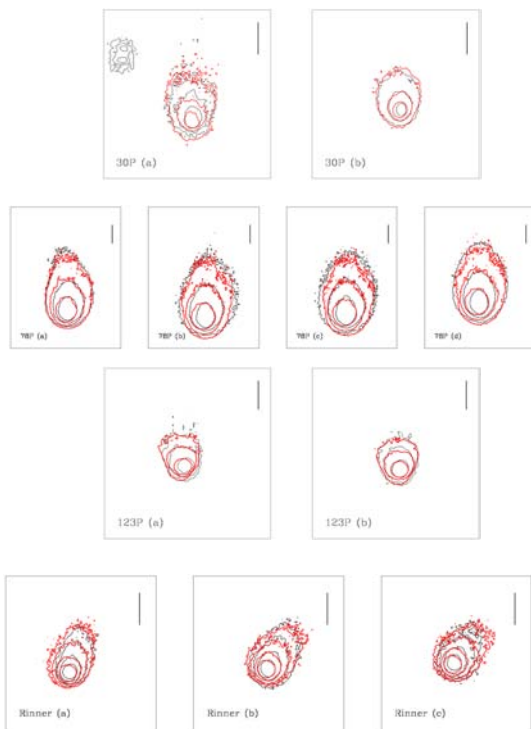 30P (a)
30P (b)
78P (a)
78P (b)
78P (c)
78P (d)
123P (a)
123P (b)
Rinner (a)
Rinner (b)
Rinner (c)